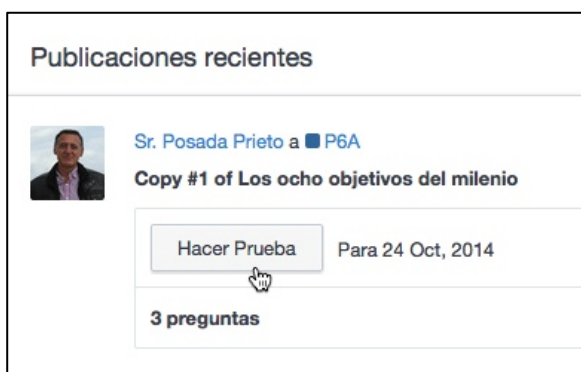 Publicaciones recientes
Sr. Posada Prieto a P6A
Copy #1 of Los ocho objetivos del milenio
Hacer Prueba Para 24 Oct, 2014
3 preguntas